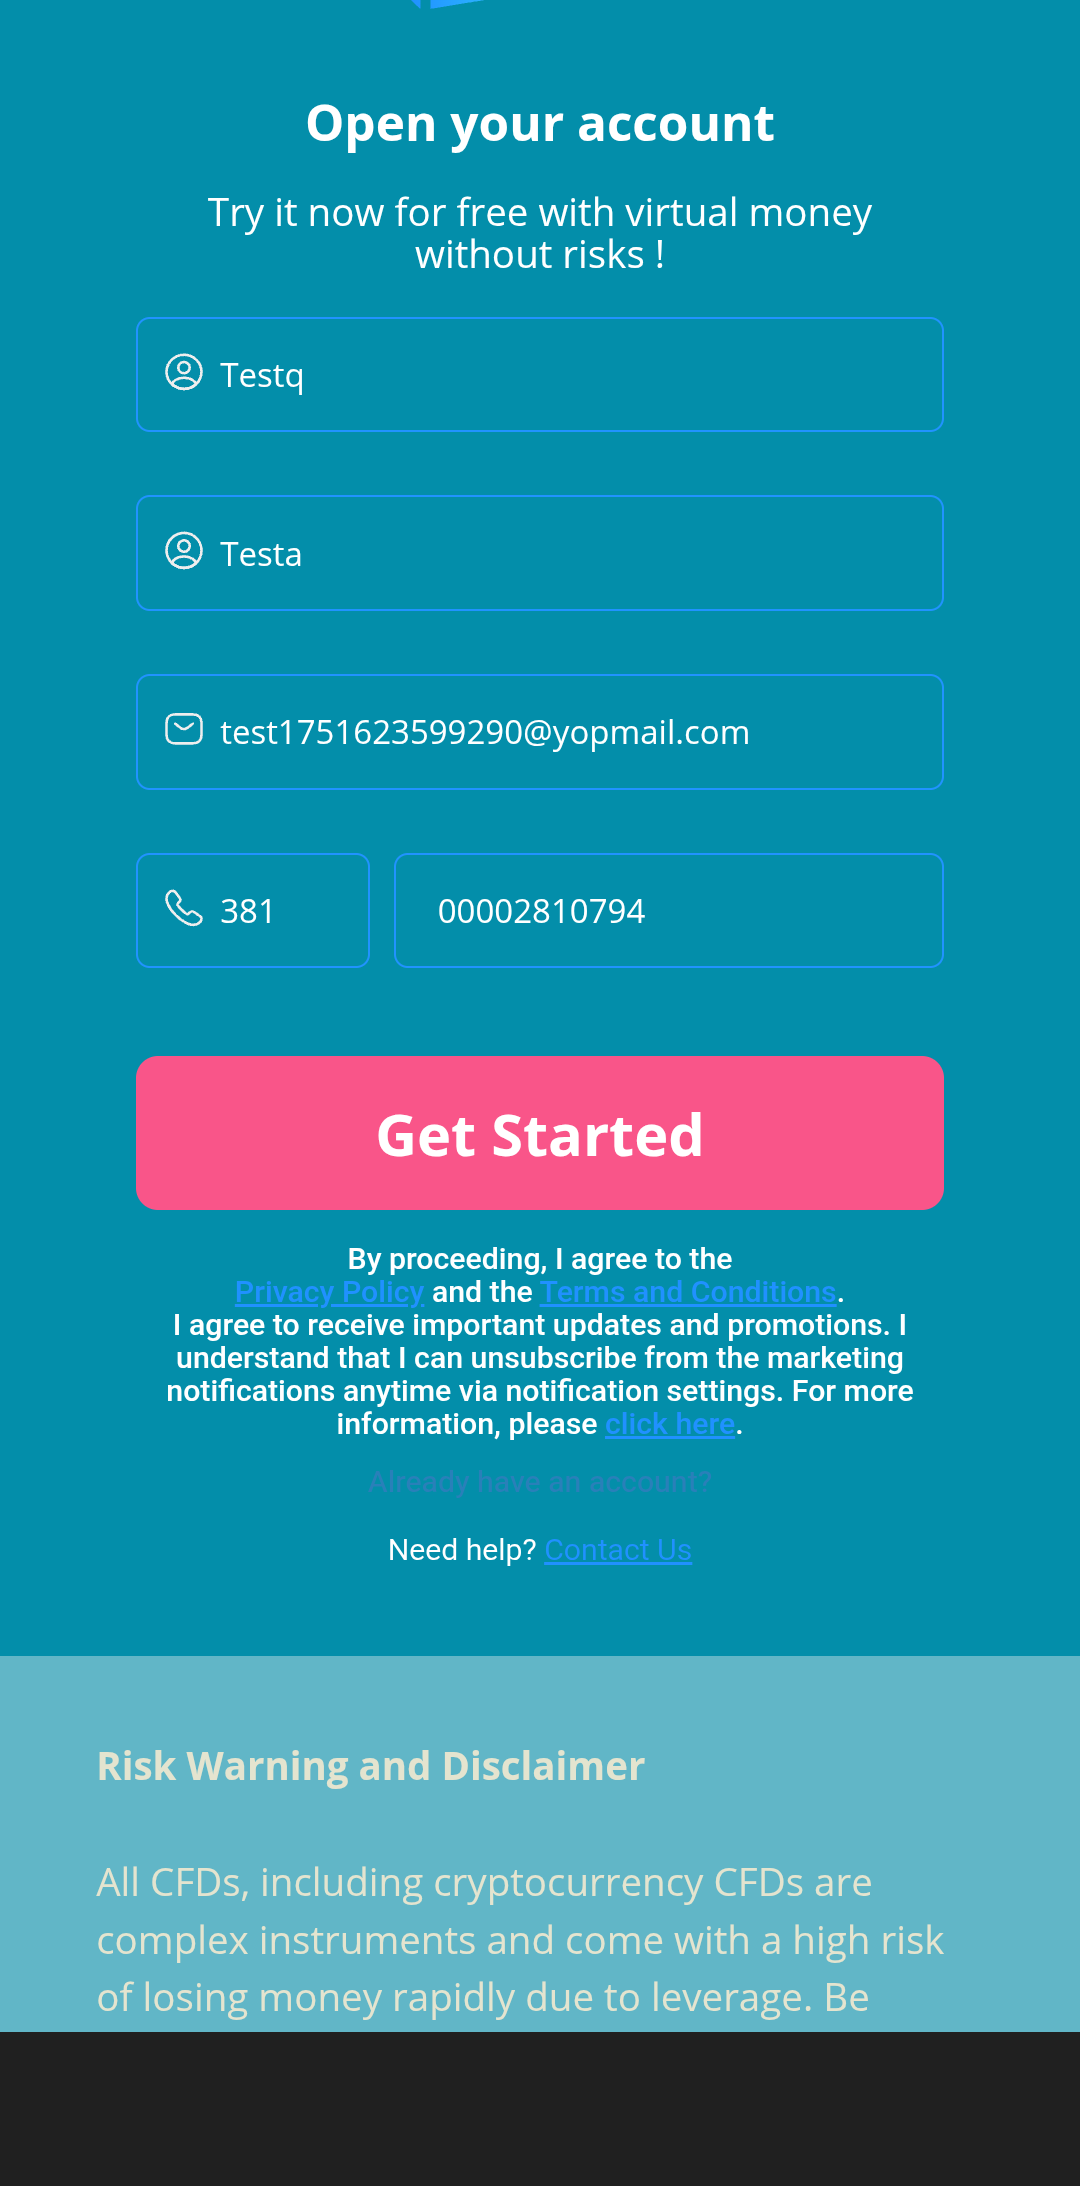 Open your account
Try it now for free with virtual money
without risks !
Testq
Testa
test1751623599290@yopmail.com
381
00002810794
Get Started
By proceeding, I agree to the
Privacy Policy and the Terms and Conditions.
I agree to receive important updates and promotions. I
understand that I can unsubscribe from the marketing
notifications anytime via notification settings. For more
information, please click here.
Already have an account?
Need help? Contact Us
Risk Warning and Disclaimer
All CFDs, including cryptocurrency CFDs are
complex instruments and come with a high risk
of losing money rapidly due to leverage. Be